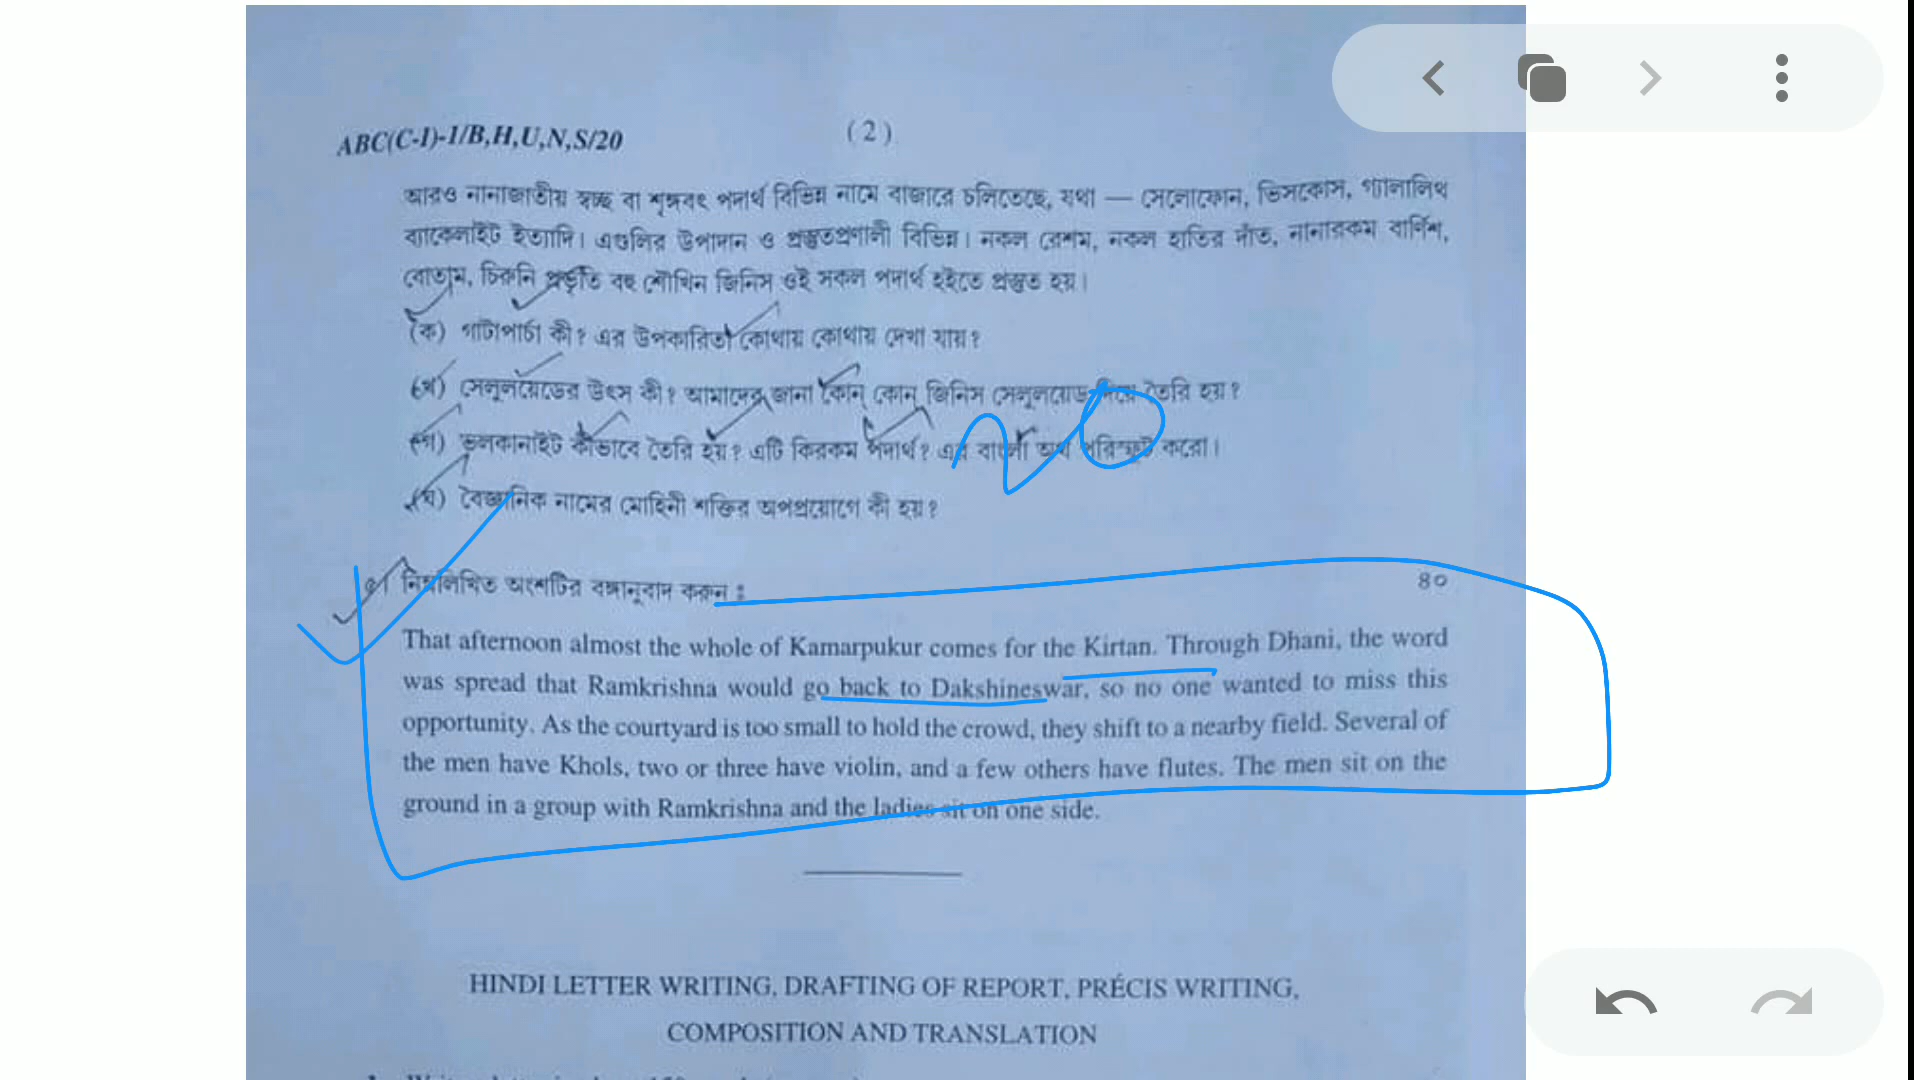 ABC(C-I)-1/B,H,U,N,S/20 (2)
আরও নানাজাতীয় স্বচ্ছ বা শৃঙ্গবৎ পদার্থ বিভিন্ন নামে বাজারে চলিতেছে, যথা — সেলোফোন, ভিসকোস, গ্যালালিথ
ব্যাকেলাইট ইত্যাদি। এগুলির উপাদান ও প্রস্তুতপ্রণালী বিভিন্ন। নকল রেশম, নকল হাতির দাঁত, নানারকম বার্ণিশ,
বোতাম, চিরুনি প্রভৃতি বহু শৌখিন জিনিস ওই সকল পদার্থ হইতে প্রস্তুত হয়।
(ক) গাটাপার্চা কী? এর উপকারিতা কোথায় কোথায় দেখা যায়?
(খ) সেলুলয়েডের উৎস কী? আমাদের জানা কোন্ কোন্ জিনিস সেলুলয়েড দিয়ে তৈরি হয়?
(গ) ভলকানাইট কীভাবে তৈরি হয়? এটি কিরকম পদার্থ? এর বাংলা অর্থ পরিস্ফুট করো।
20
(ঘ) বৈজ্ঞানিক নামের মোহিনী শক্তির অপপ্রয়োগে কী হয়?
নিম্নলিখিত অংশটির বঙ্গানুবাদ করুন : ৪০
That afternoon almost the whole of Kamarpukur comes for the Kirtan. Through Dhani, the word
was spread that Ramkrishna would go back to Dakshineswar, so no one wanted to miss this
opportunity. As the courtyard is too small to hold the crowd, they shift to a nearby field. Several of
the men have Khols, two or three have violin, and a few others have flutes. The men sit on the
ground in a group with Ramkrishna and the ladies sit on one side.
HINDI LETTER WRITING, DRAFTING OF REPORT, PRÉCIS WRITING,
COMPOSITION AND TRANSLATION